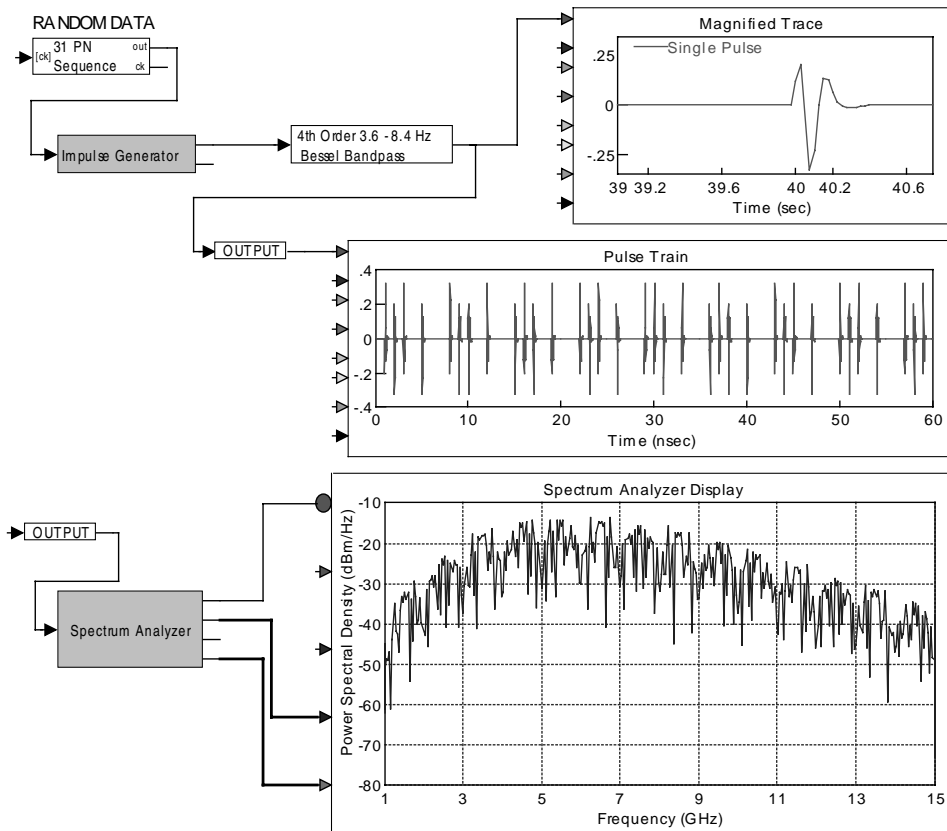 RANDOM DATA
[ck] 31 PN out
Sequence ck
Impulse Generator
4th Order 3.6 - 8.4 Hz
Bessel Bandpass
OUTPUT
Magnified Trace
Single Pulse
.25
0
-.25
39 39.2 39.6 40 40.2 40.6
Time (sec)
Pulse Train
.4
.2
0
-.2
-.4
0 10 20 30 40 50 60
Time (nsec)
OUTPUT
Spectrum Analyzer
Spectrum Analyzer Display
Power Spectral Density (dBm/Hz)
-10
-20
-30
-40
-50
-60
-70
-80
1 3 5 7 9 11 13 15
Frequency (GHz)